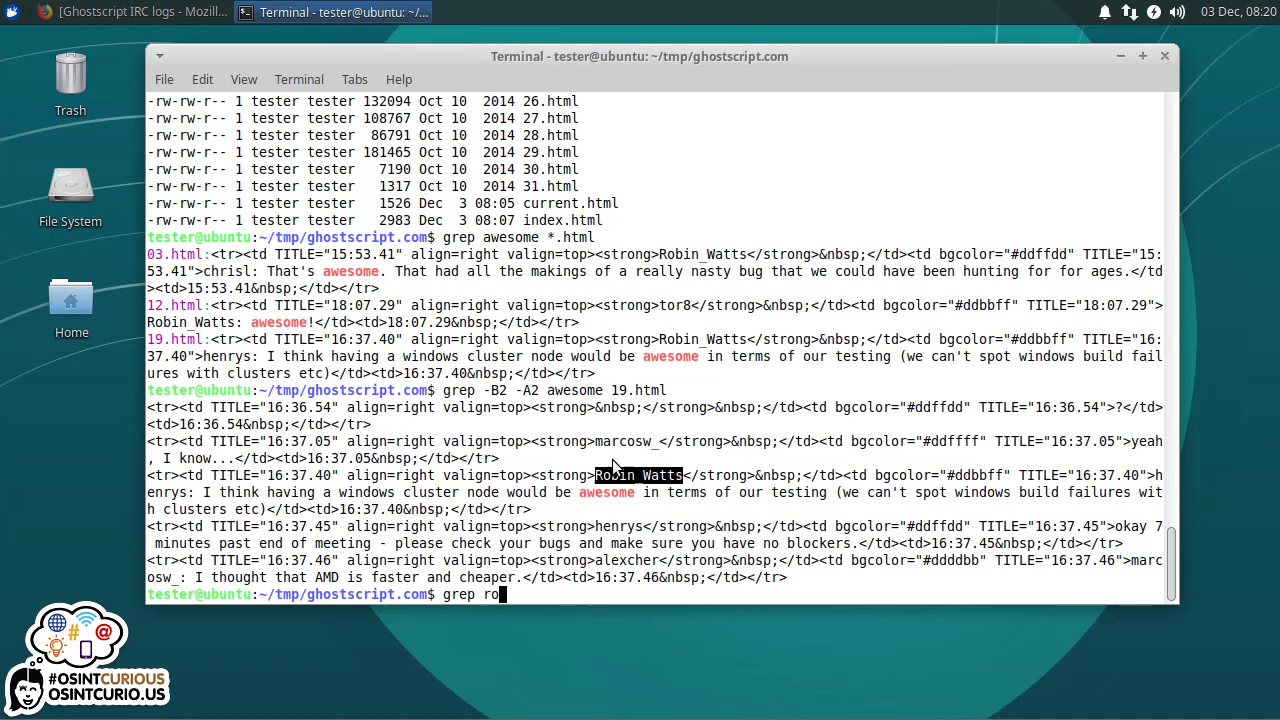 [Ghostscript IRC logs - Mozill...
Terminal - tester@ubuntu: ~/...
03 Dec, 08:20
Terminal - tester@ubuntu: ~/tmp/ghostscript.com
File Edit View Terminal Tabs Help
Trash
File System
Home
-rw-rw-r-- 1 tester tester 132094 Oct 10  2014 26.html
-rw-rw-r-- 1 tester tester 108767 Oct 10  2014 27.html
-rw-rw-r-- 1 tester tester  86791 Oct 10  2014 28.html
-rw-rw-r-- 1 tester tester 181465 Oct 10  2014 29.html
-rw-rw-r-- 1 tester tester   7190 Oct 10  2014 30.html
-rw-rw-r-- 1 tester tester   1317 Oct 10  2014 31.html
-rw-rw-r-- 1 tester tester   1526 Dec  3 08:05 current.html
-rw-rw-r-- 1 tester tester   2983 Dec  3 08:07 index.html
tester@ubuntu:~/tmp/ghostscript.com$ grep awesome *.html
03.html:<tr><td TITLE="15:53.41" align=right valign=top><strong>Robin_Watts</strong>&nbsp;</td><td bgcolor="#ddffdd" TITLE="15:
53.41">chrisl: That's awesome. That had all the makings of a really nasty bug that we could have been hunting for for ages.</td
><td>15:53.41&nbsp;</td></tr>
12.html:<tr><td TITLE="18:07.29" align=right valign=top><strong>tor8</strong>&nbsp;</td><td bgcolor="#ddbbff" TITLE="18:07.29">
Robin_Watts: awesome!</td><td>18:07.29&nbsp;</td></tr>
19.html:<tr><td TITLE="16:37.40" align=right valign=top><strong>Robin_Watts</strong>&nbsp;</td><td bgcolor="#ddbbff" TITLE="16:
37.40">henrys: I think having a windows cluster node would be awesome in terms of our testing (we can't spot windows build fail
ures with clusters etc)</td><td>16:37.40&nbsp;</td></tr>
tester@ubuntu:~/tmp/ghostscript.com$ grep -B2 -A2 awesome 19.html
<tr><td TITLE="16:36.54" align=right valign=top><strong>&nbsp;</strong>&nbsp;</td><td bgcolor="#ddffdd" TITLE="16:36.54">?</td>
<td>16:36.54&nbsp;</td></tr>
<tr><td TITLE="16:37.05" align=right valign=top><strong>marcosw_</strong>&nbsp;</td><td bgcolor="#ddffff" TITLE="16:37.05">yeah
, I know...</td><td>16:37.05&nbsp;</td></tr>
<tr><td TITLE="16:37.40" align=right valign=top><strong>Robin_Watts</strong>&nbsp;</td><td bgcolor="#ddbbff" TITLE="16:37.40">h
enrys: I think having a windows cluster node would be awesome in terms of our testing (we can't spot windows build failures wit
h clusters etc)</td><td>16:37.40&nbsp;</td></tr>
<tr><td TITLE="16:37.45" align=right valign=top><strong>henrys</strong>&nbsp;</td><td bgcolor="#ddffdd" TITLE="16:37.45">okay 7
 minutes past end of meeting - please check your bugs and make sure you have no blockers.</td><td>16:37.45&nbsp;</td></tr>
<tr><td TITLE="16:37.46" align=right valign=top><strong>alexcher</strong>&nbsp;</td><td bgcolor="#ddddbb" TITLE="16:37.46">marc
osw_: I thought that AMD is faster and cheaper.</td><td>16:37.46&nbsp;</td></tr>
tester@ubuntu:~/tmp/ghostscript.com$ grep ro
#OSINTCURIOUS
OSINTCURIO.US